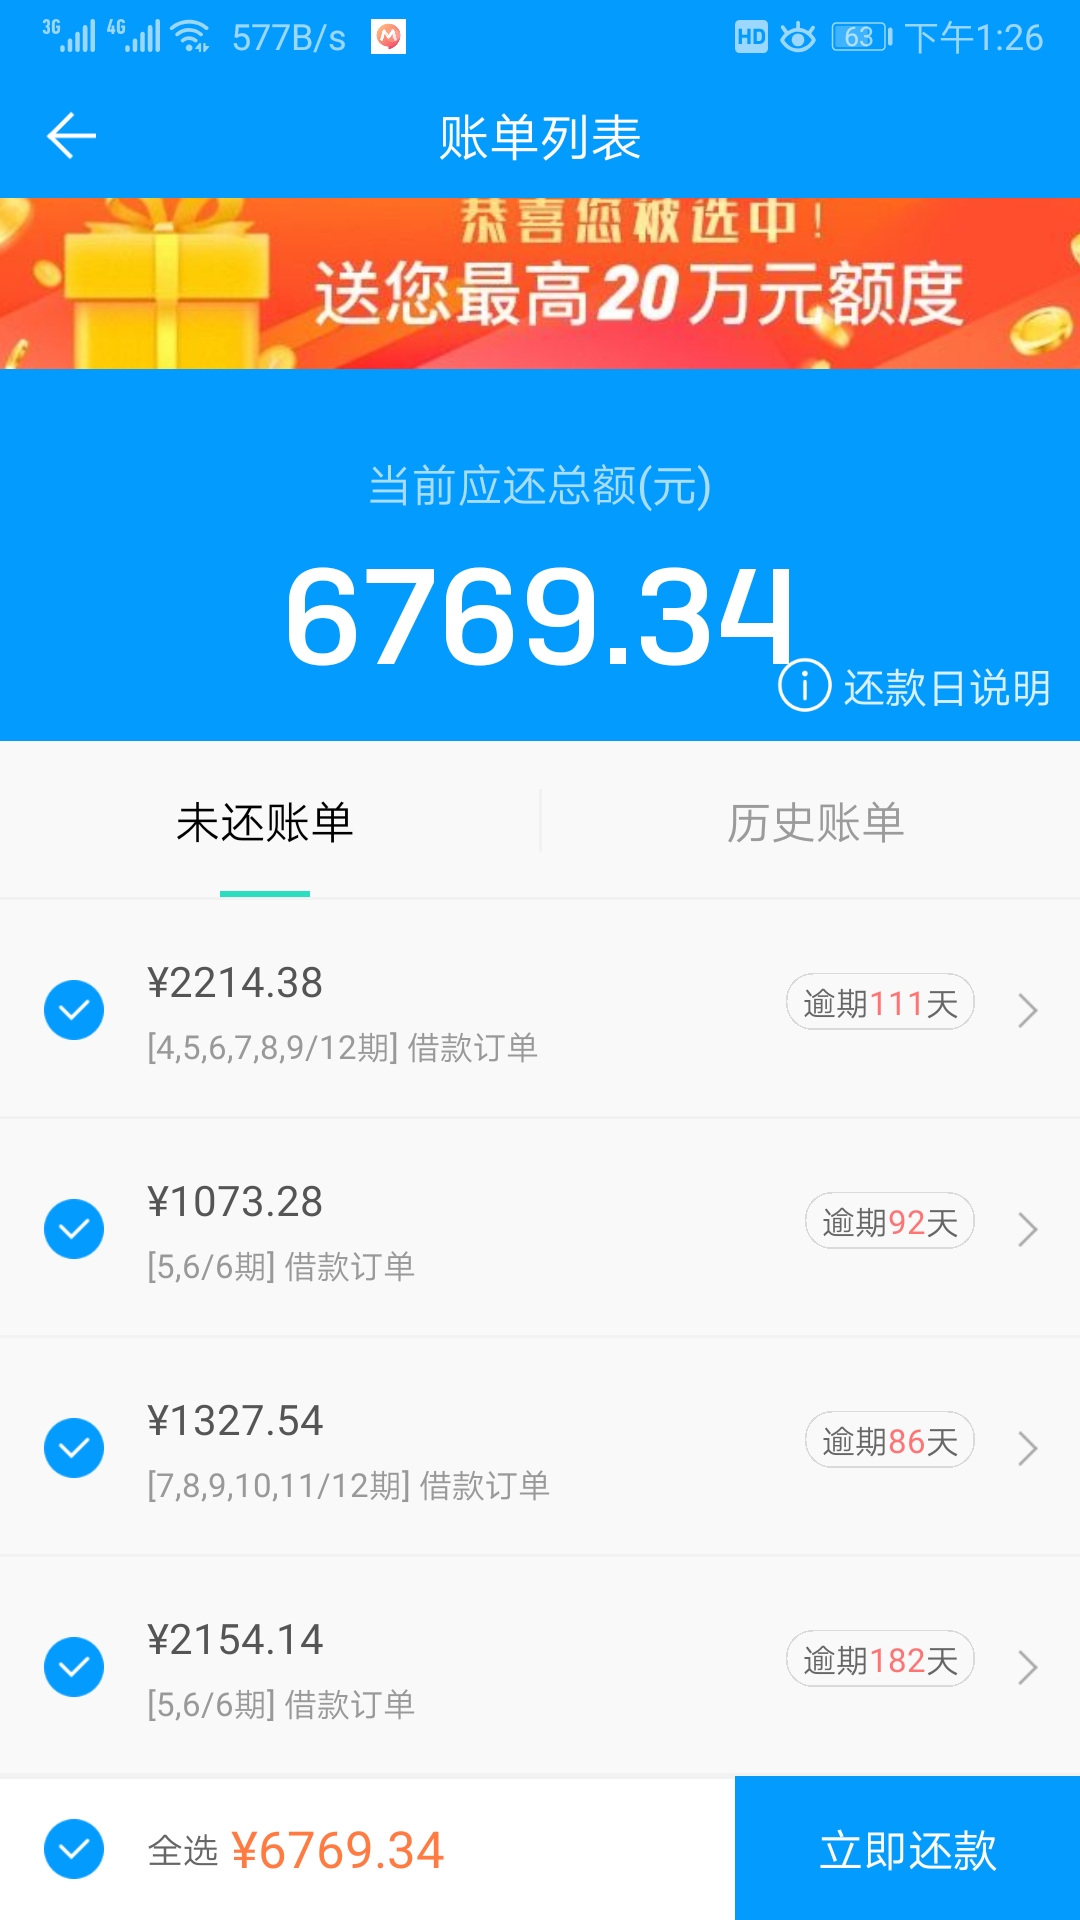 3G 4G 577B/s HD 63 下午1:26
账单列表
恭喜您被选中!
送您最高20万元额度
当前应还总额(元)
6769.34
还款日说明
未还账单 历史账单
¥2214.38
逾期111天
[4,5,6,7,8,9/12期] 借款订单
¥1073.28
逾期92天
[5,6/6期] 借款订单
¥1327.54
逾期86天
[7,8,9,10,11/12期] 借款订单
¥2154.14
逾期182天
[5,6/6期] 借款订单
全选 ¥6769.34 立即还款